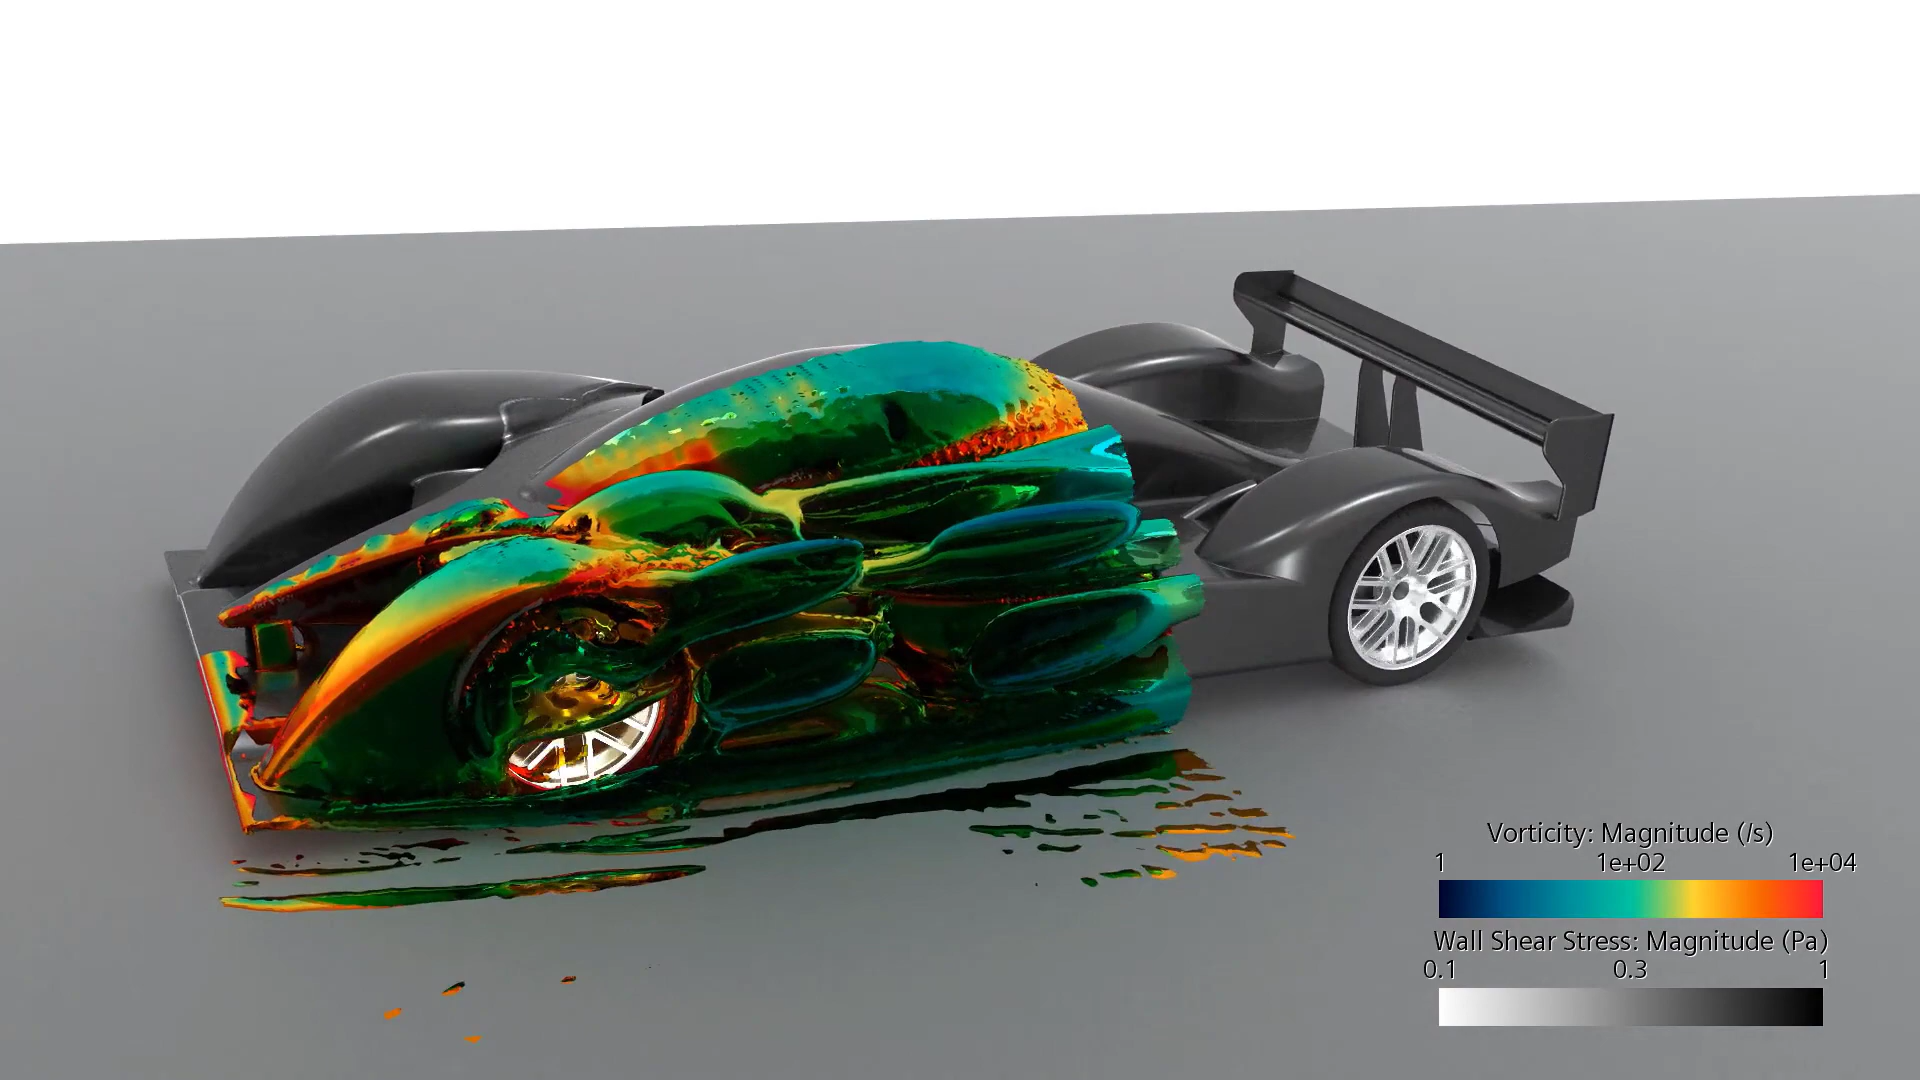 Vorticity: Magnitude (/s)
1 1e+02 1e+04
Wall Shear Stress: Magnitude (Pa)
0.1 0.3 1